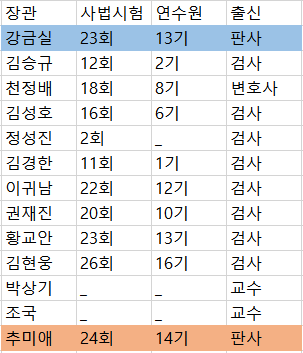 장관 사법시험 연수원 출신
강금실 23회 13기 판사
김승규 12회 2기 검사
천정배 18회 8기 변호사
김성호 16회 6기 검사
정성진 2회 _ 검사
김경한 11회 1기 검사
이귀남 22회 12기 검사
권재진 20회 10기 검사
황교안 23회 13기 검사
김현웅 26회 16기 검사
박상기 _ _ 교수
조국 _ _ 교수
추미애 24회 14기 판사